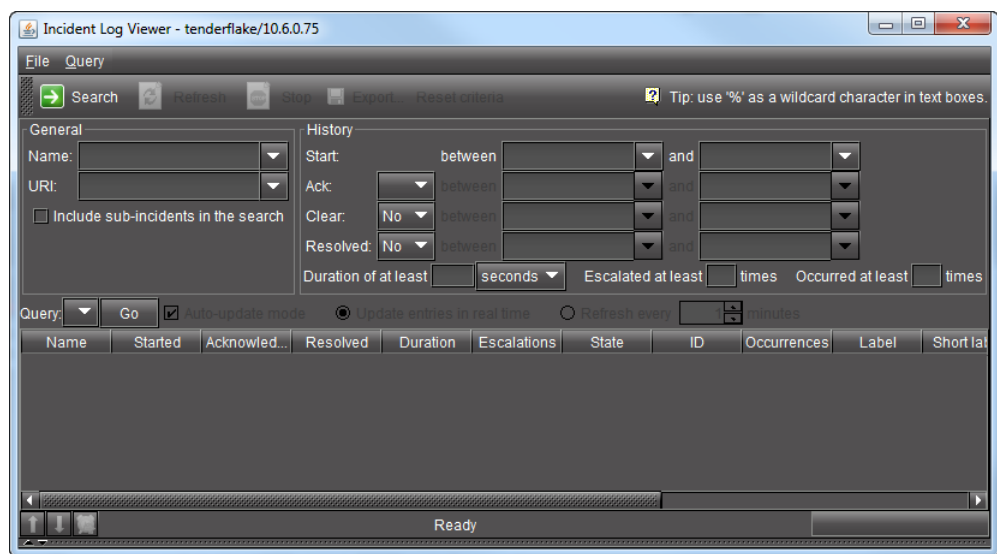 Incident Log Viewer - tenderflake/10.6.0.75
File Query
Search Refresh Stop Export... Reset criteria Tip: use '%' as a wildcard character in text boxes.
General History
Name: Start: between and
URI: Ack: between and
Include sub-incidents in the search Clear: No between and
Resolved: No between and
Duration of at least seconds Escalated at least times Occurred at least times
Query: Go Auto-update mode Update entries in real time Refresh every 1 minutes
Name Started Acknowled... Resolved Duration Escalations State ID Occurrences Label Short lab
Ready